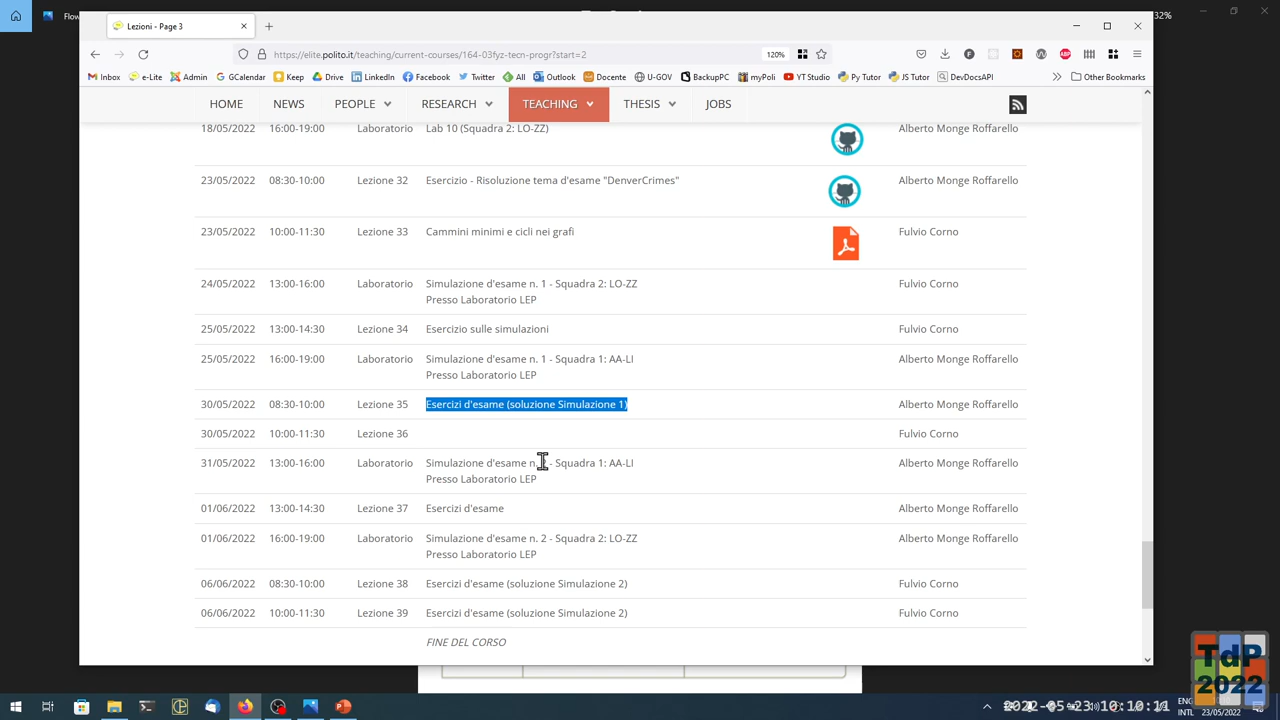 Flow
32%
Lezioni - Page 3
https://elite.polito.it/teaching/current-courses/164-03fyz-tecn-progr?start=2
120%
Inbox e-Lite Admin GCalendar Keep Drive LinkedIn Facebook Twitter All Outlook Docente U-GOV BackupPC myPoli YT Studio Py Tutor JS Tutor DevDocsAPI Other Bookmarks
HOME NEWS PEOPLE RESEARCH TEACHING THESIS JOBS
18/05/2022 16:00-19:00 Laboratorio Lab 10 (Squadra 2: LO-ZZ) Alberto Monge Roffarello
23/05/2022 08:30-10:00 Lezione 32 Esercizio - Risoluzione tema d'esame "DenverCrimes" Alberto Monge Roffarello
23/05/2022 10:00-11:30 Lezione 33 Cammini minimi e cicli nei grafi Fulvio Corno
24/05/2022 13:00-16:00 Laboratorio Simulazione d'esame n. 1 - Squadra 2: LO-ZZ Fulvio Corno
Presso Laboratorio LEP
25/05/2022 13:00-14:30 Lezione 34 Esercizio sulle simulazioni Fulvio Corno
25/05/2022 16:00-19:00 Laboratorio Simulazione d'esame n. 1 - Squadra 1: AA-LI Alberto Monge Roffarello
Presso Laboratorio LEP
30/05/2022 08:30-10:00 Lezione 35 Esercizi d'esame (soluzione Simulazione 1) Alberto Monge Roffarello
30/05/2022 10:00-11:30 Lezione 36 Fulvio Corno
31/05/2022 13:00-16:00 Laboratorio Simulazione d'esame n. - Squadra 1: AA-LI Alberto Monge Roffarello
Presso Laboratorio LEP
01/06/2022 13:00-14:30 Lezione 37 Esercizi d'esame Alberto Monge Roffarello
01/06/2022 16:00-19:00 Laboratorio Simulazione d'esame n. 2 - Squadra 2: LO-ZZ Alberto Monge Roffarello
Presso Laboratorio LEP
06/06/2022 08:30-10:00 Lezione 38 Esercizi d'esame (soluzione Simulazione 2) Fulvio Corno
06/06/2022 10:00-11:30 Lezione 39 Esercizi d'esame (soluzione Simulazione 2) Fulvio Corno
FINE DEL CORSO
TdP
2022
ENG
INTL
2022-05-23 10:10:11
23/05/2022